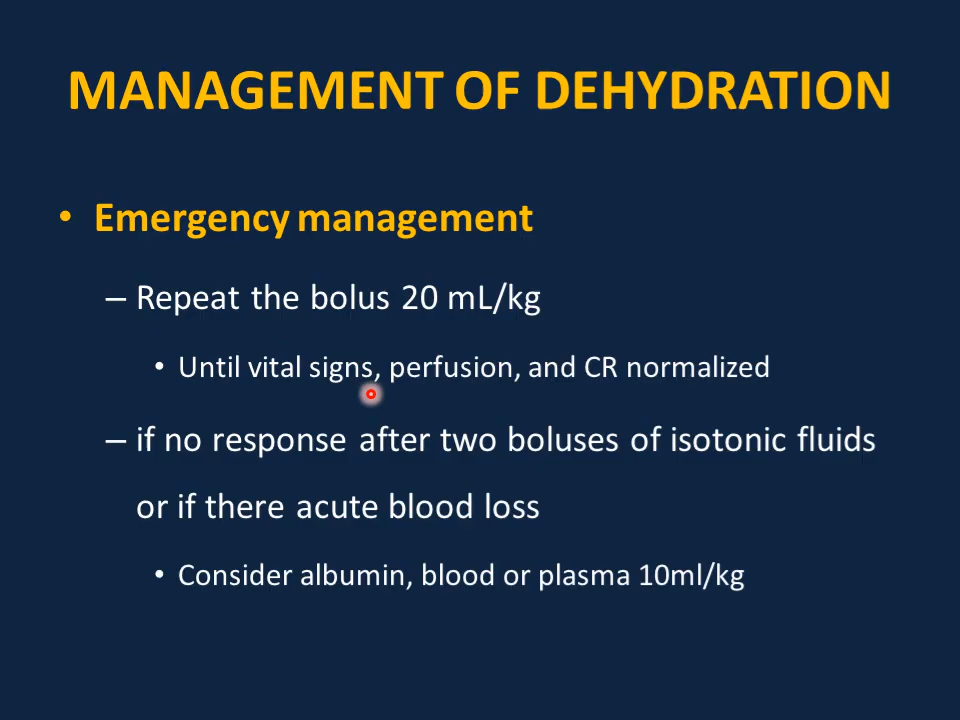 MANAGEMENT OF DEHYDRATION
• Emergency management
– Repeat the bolus 20 mL/kg
• Until vital signs, perfusion, and CR normalized
– if no response after two boluses of isotonic fluids
or if there acute blood loss
• Consider albumin, blood or plasma 10ml/kg